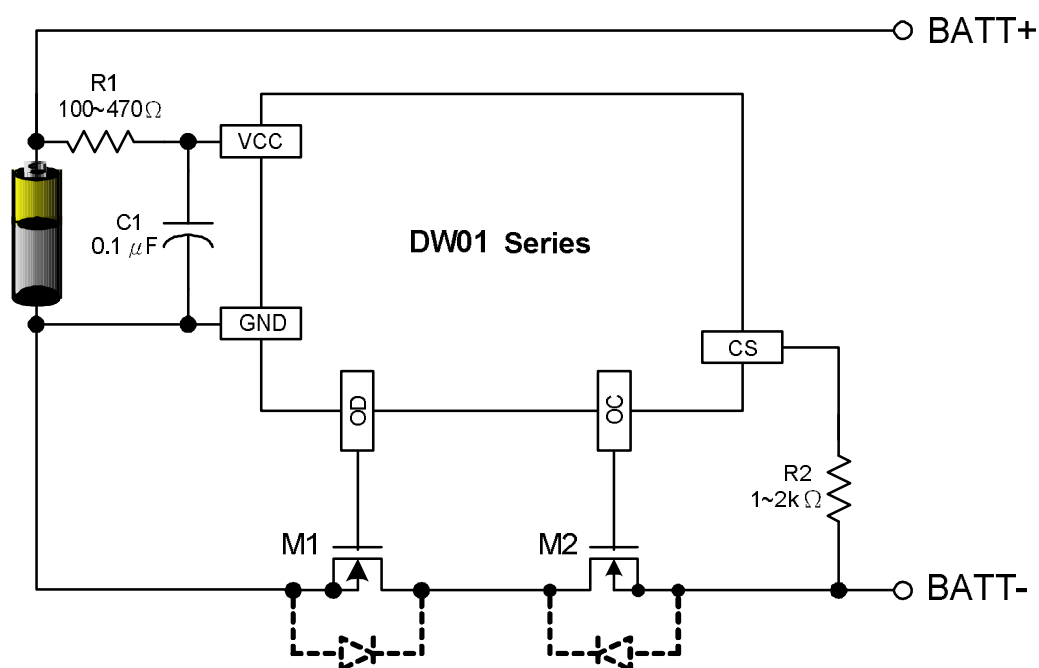 BATT+
R1
100~470Ω
VCC
C1
0.1 μF
DW01 Series
GND
CS
OD
OC
R2
1~2kΩ
M1
M2
BATT-